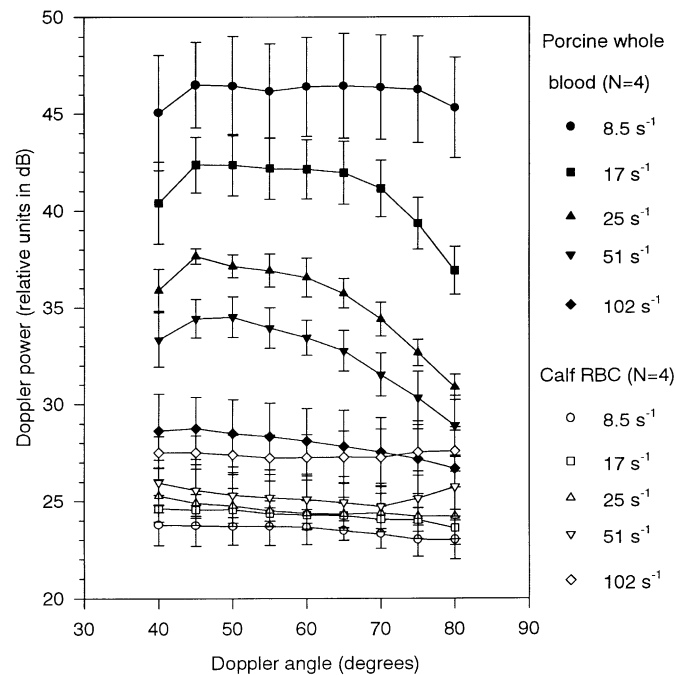 Doppler power (relative units in dB)
50
45
40
35
30
25
20
30 40 50 60 70 80 90
Doppler angle (degrees)
Porcine whole
blood (N=4)
8.5 s⁻¹
17 s⁻¹
25 s⁻¹
51 s⁻¹
102 s⁻¹
Calf RBC (N=4)
8.5 s⁻¹
17 s⁻¹
25 s⁻¹
51 s⁻¹
102 s⁻¹